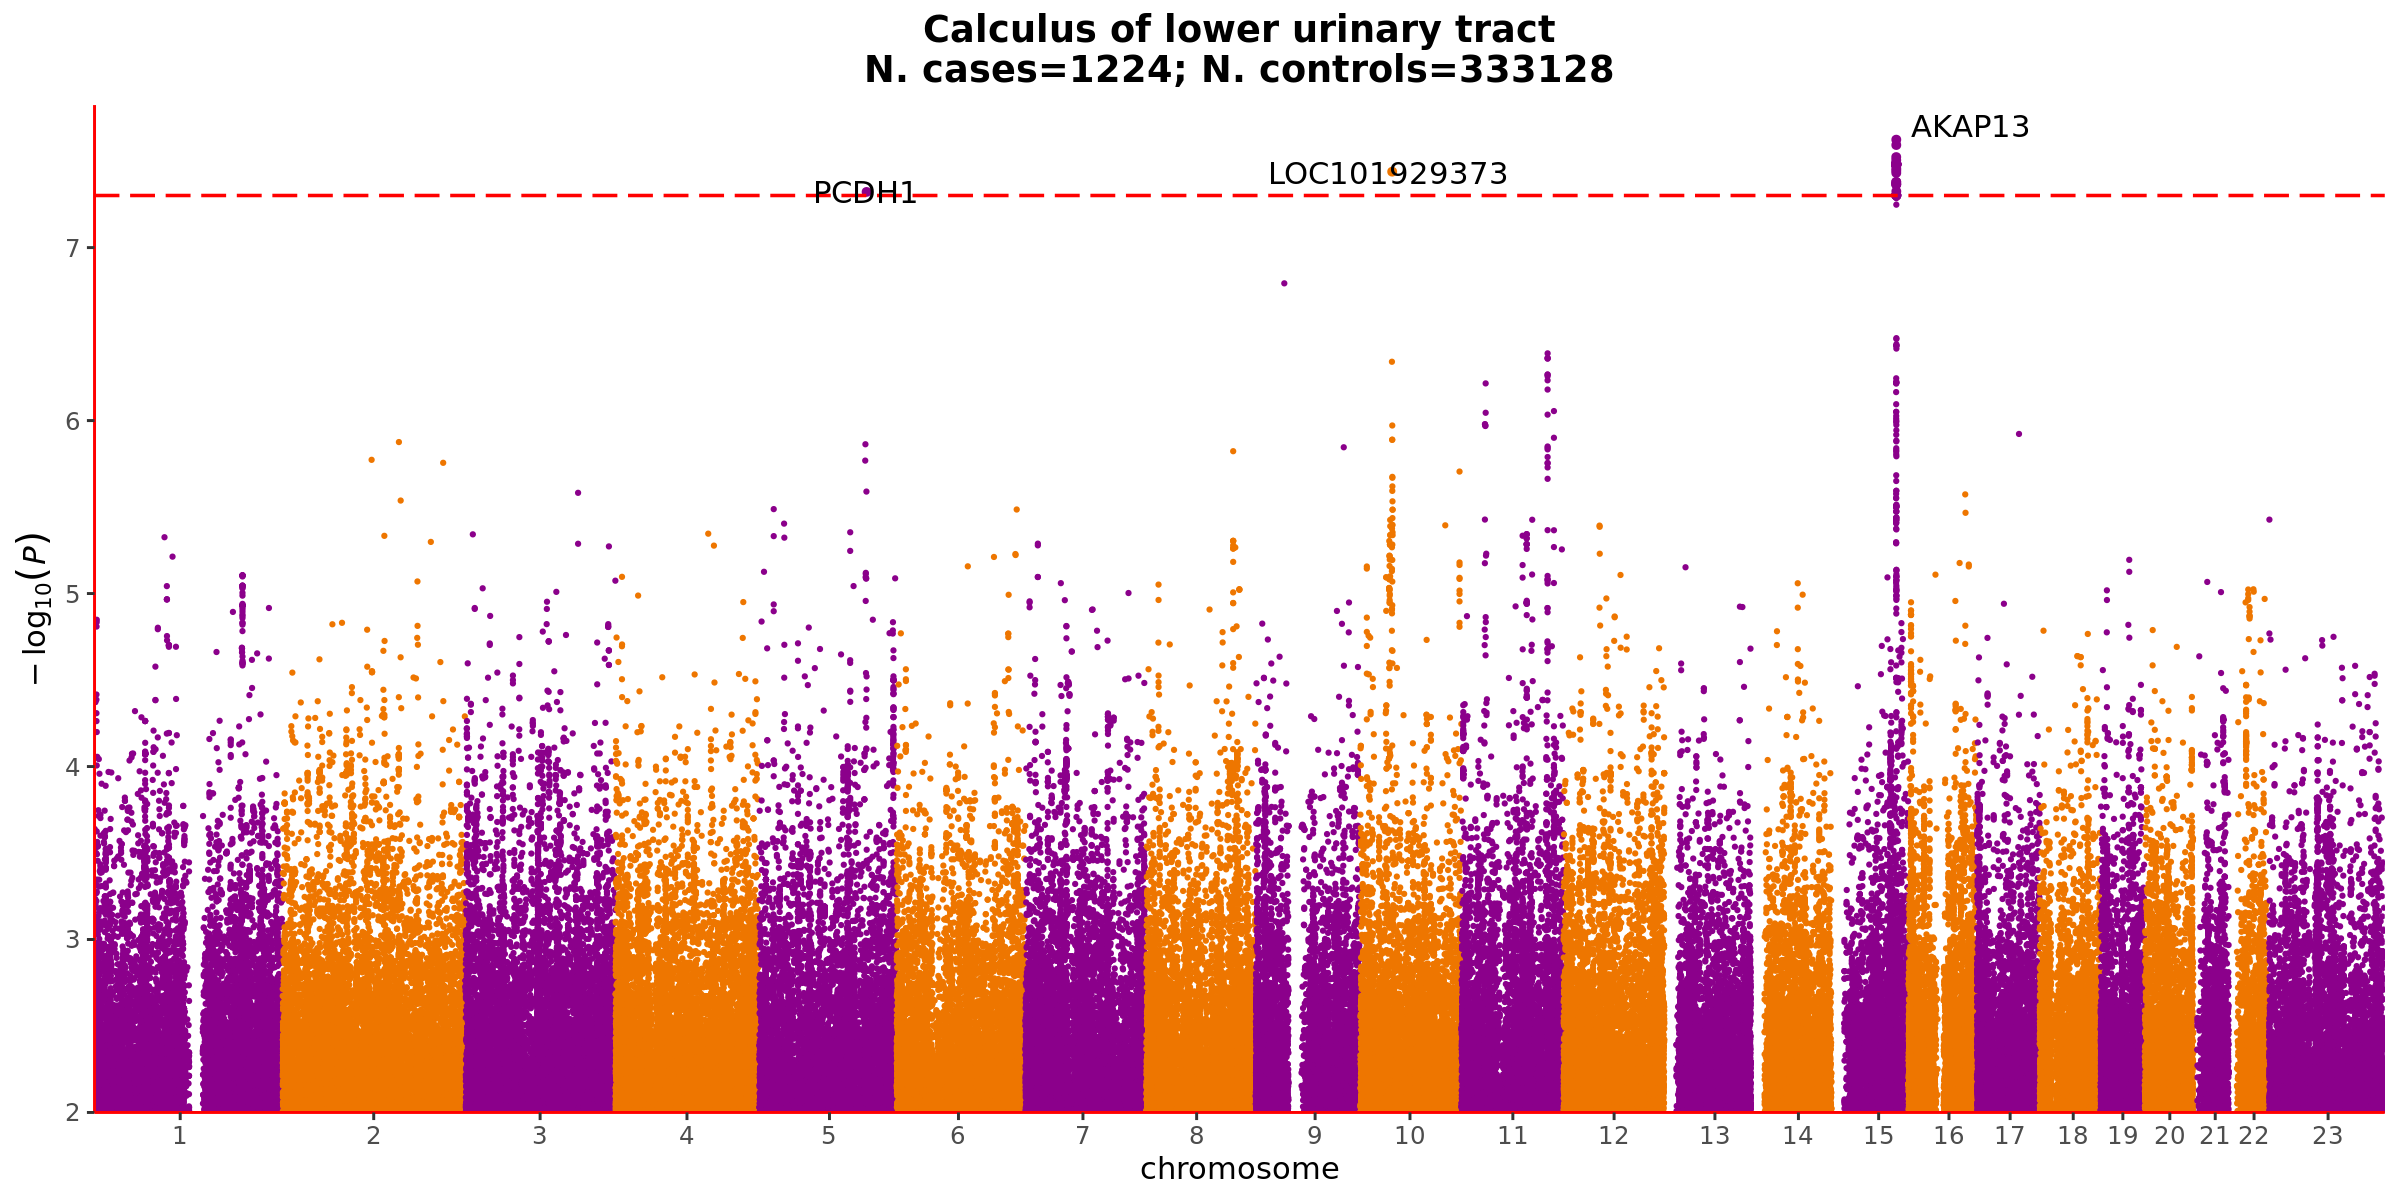 Calculus of lower urinary tract
N. cases=1224; N. controls=333128
AKAP13
LOC101929373
PCDH1
7
6
5
4
3
2
−log10(P)
1 2 3 4 5 6 7 8 9 10 11 12 13 14 15 16 17 18 19 20 21 22 23
chromosome